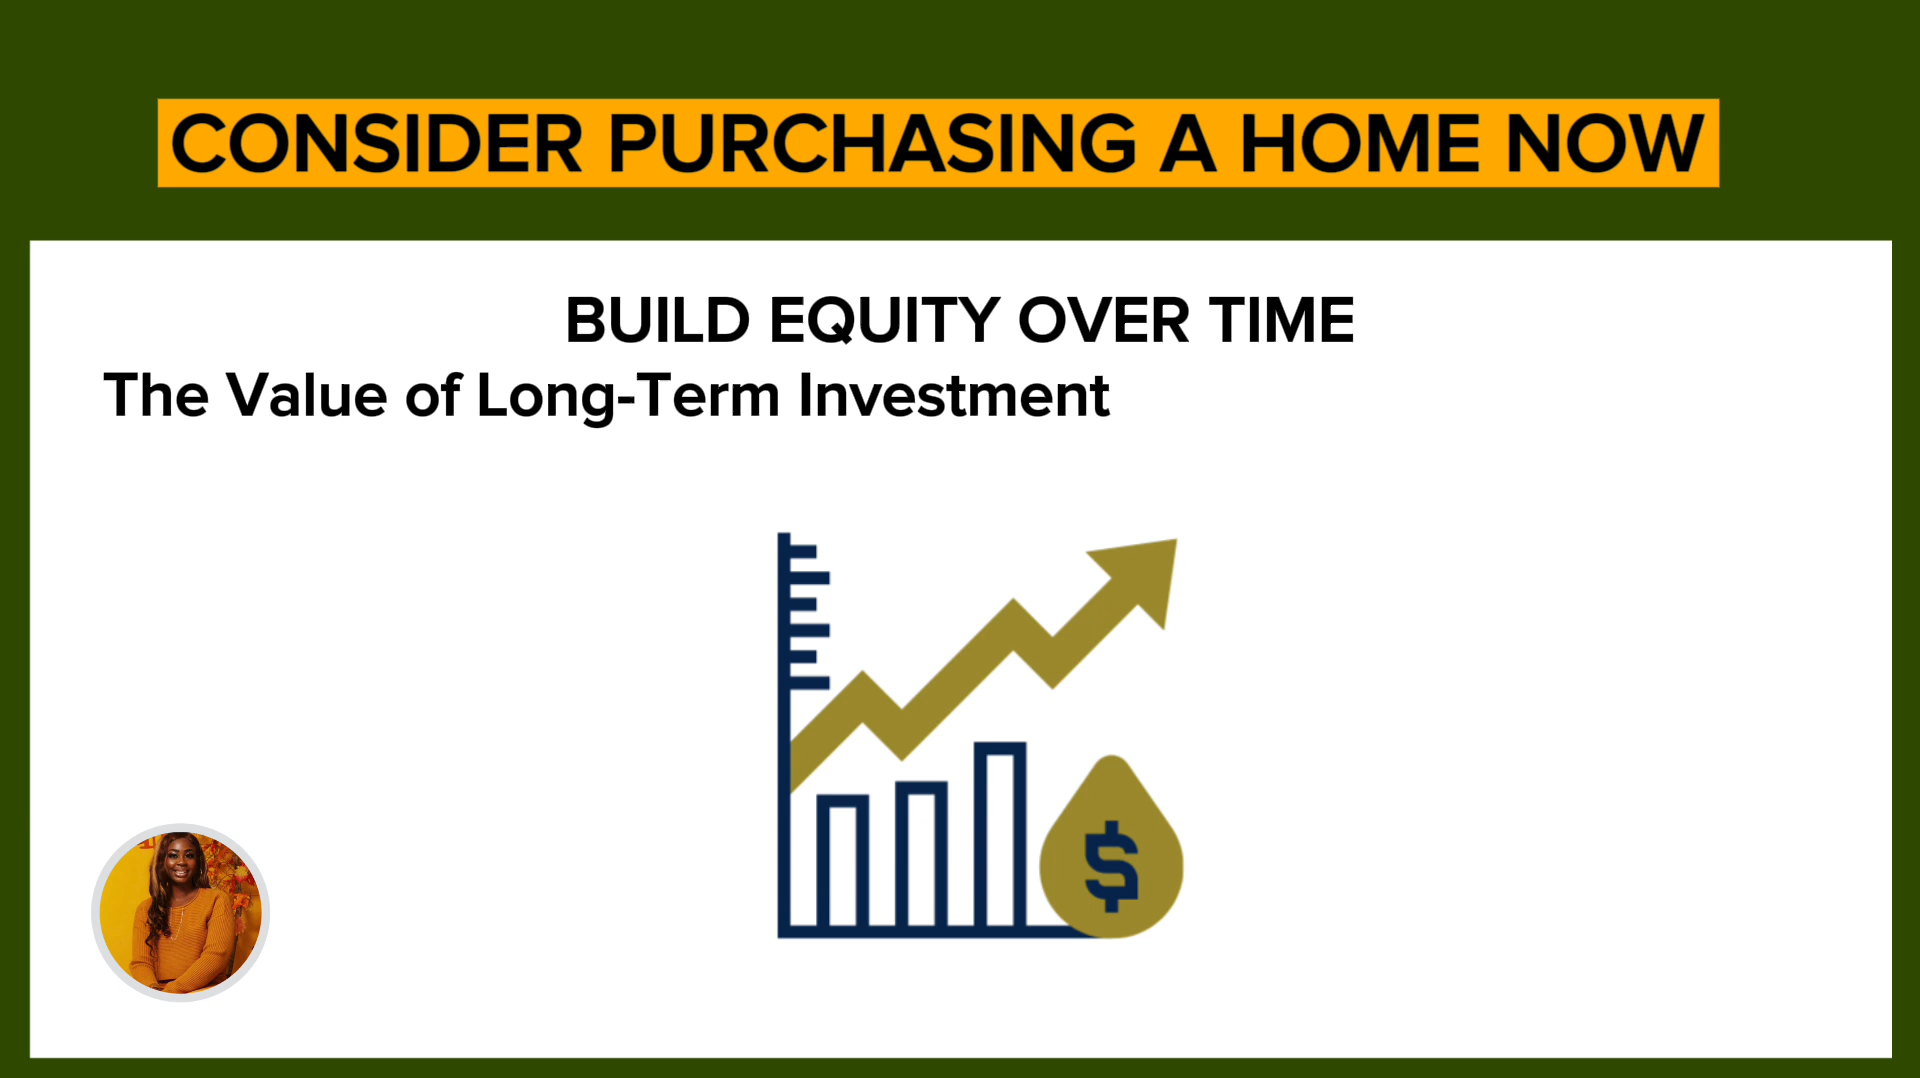 CONSIDER PURCHASING A HOME NOW
BUILD EQUITY OVER TIME
The Value of Long-Term Investment
$